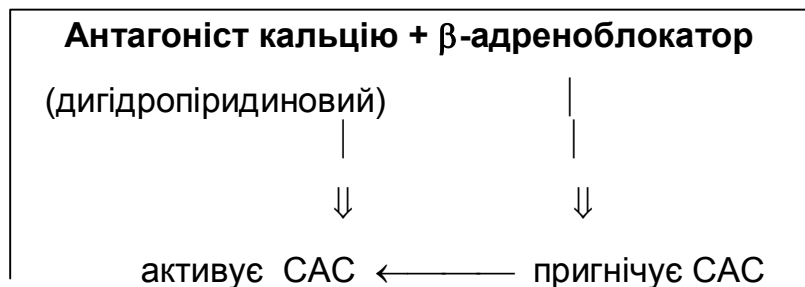 Антагоніст кальцію + β-адреноблокатор
(дигідропіридиновий)
активує САС ← пригнічує САС